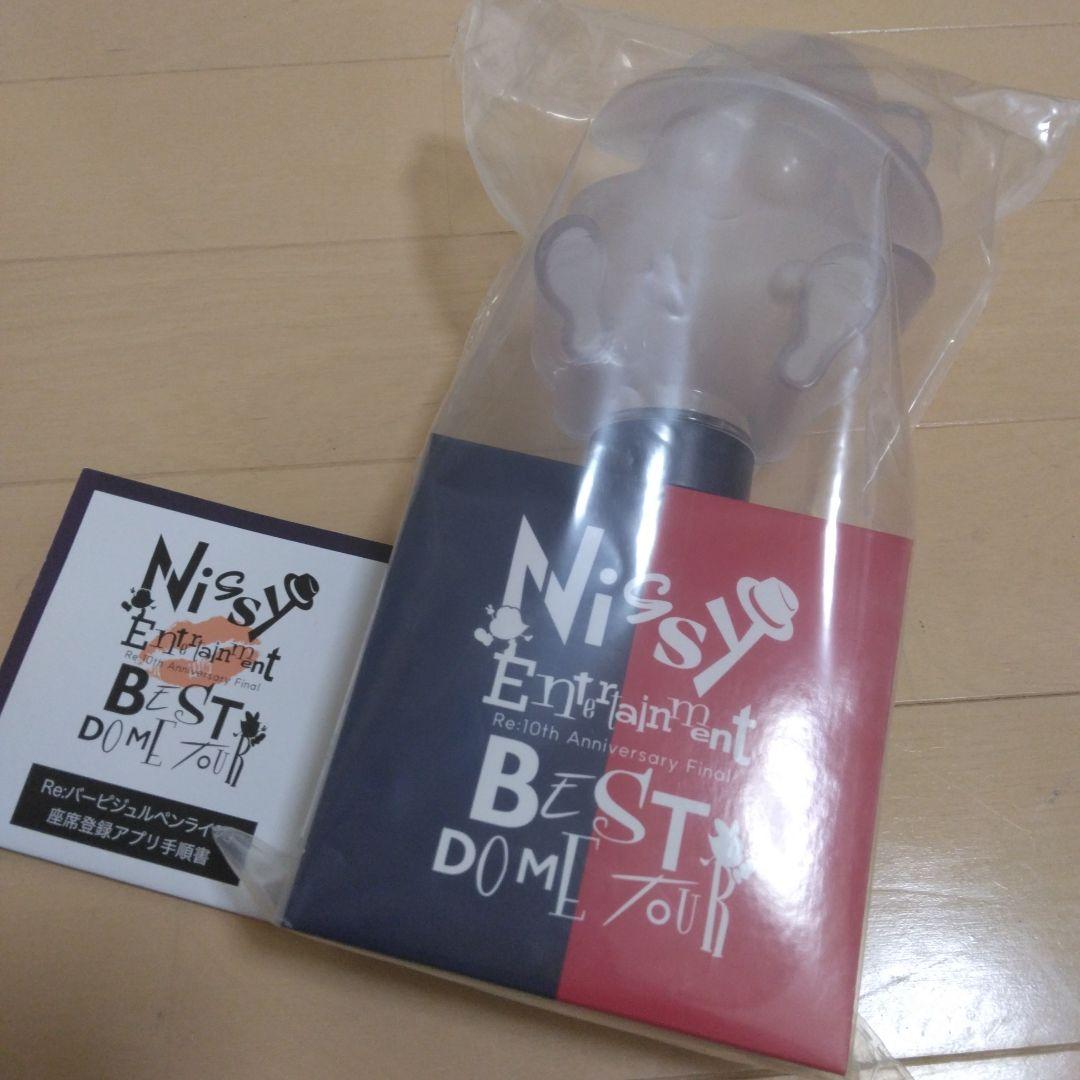 Nissy
Entertainment
Re:10th Anniversary Final
BEST
DOME TOUR
Re:パーピジュルペンライト
座席登録アプリ手順書
Nissy
Entertainment
Re:10th Anniversary Final
BEST
DOME TOUR